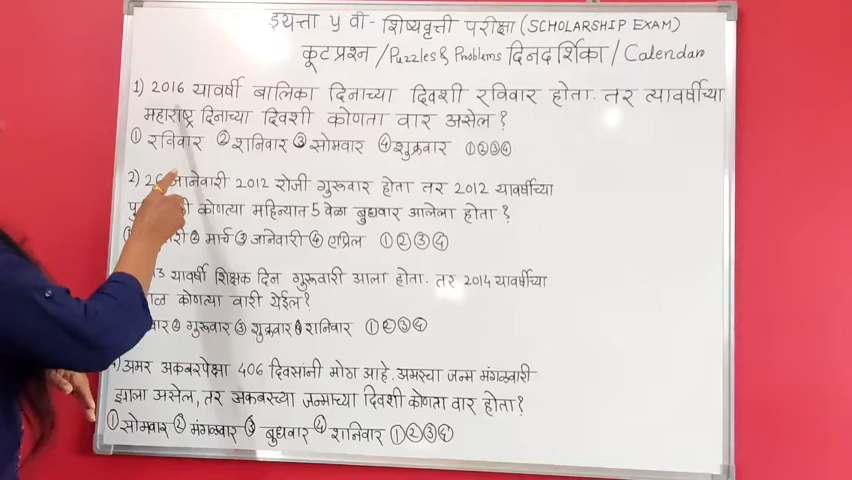 इयत्ता ५ वी - शिष्यवृत्ती परीक्षा (SCHOLARSHIP EXAM)
कूटप्रश्न / Puzzles & Problems दिनदर्शिका / Calendar
1) 2016 यावर्षी बालिका दिनाच्या दिवशी रविवार होता. तर त्यावर्षीच्या
महाराष्ट्र दिनाच्या दिवशी कोणता वार असेल?
① रविवार ② शनिवार ③ सोमवार ④ शुक्रवार ①②③④
2) 26 जानेवारी 2012 रोजी गुरूवार होता तर 2012 यावर्षीच्या
कोणत्या महिन्यात 5 वेळा बुधवार आलेला होता?
② मार्च ③ जानेवारी ④ एप्रिल ①②③④
यावर्षी शिक्षक दिन गुरूवारी आला होता. तर 2014 यावर्षीच्या
कोणत्या वारी येईल?
② गुरूवार ③ शुक्रवार ④ शनिवार ①②③④
अमर अकबरपेक्षा 406 दिवसांनी मोठा आहे. अमरचा जन्म मंगळवारी
झाला असेल, तर अकबरच्या जन्माच्या दिवशी कोणता वार होता?
① सोमवार ② मंगळवार ③ बुधवार ④ शनिवार ①②③④